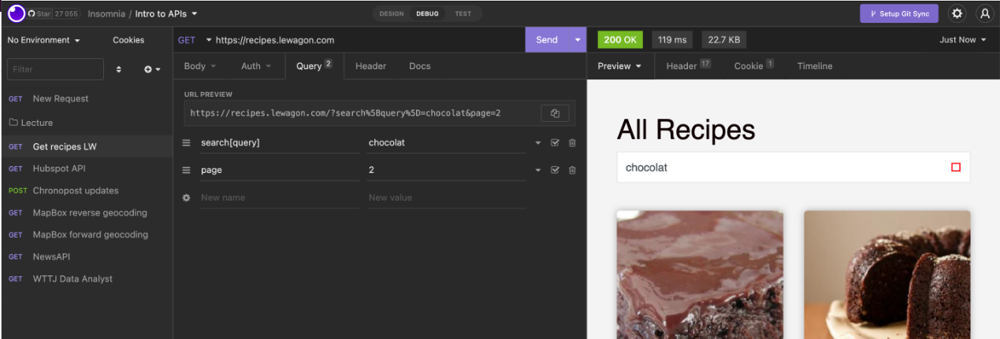 Star 27 055 Insomnia / Intro to APIs DESIGN DEBUG TEST Setup Git Sync
No Environment Cookies
Filter
GET New Request
Lecture
GET Get recipes LW
GET Hubspot API
POST Chronopost updates
GET MapBox reverse geocoding
GET MapBox forward geocoding
GET NewsAPI
GET WTTJ Data Analyst
GET https://recipes.lewagon.com Send
Body Auth Query 2 Header Docs
URL PREVIEW
https://recipes.lewagon.com/?search%5Bquery%5D=chocolat&page=2
search[query] chocolat
page 2
New name New value
200 OK 119 ms 22.7 KB Just Now
Preview Header 17 Cookie 1 Timeline
All Recipes
chocolat